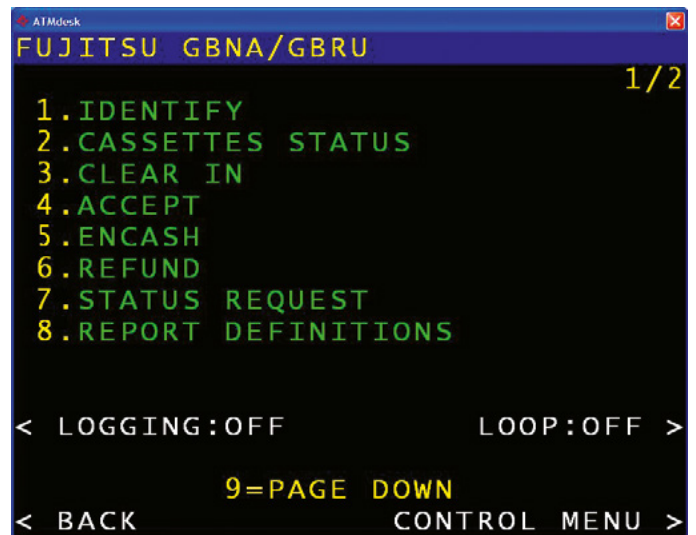 ATMdesk
FUJITSU GBNA/GBRU
1/2
1.IDENTIFY
2.CASSETTES STATUS
3.CLEAR IN
4.ACCEPT
5.ENCASH
6.REFUND
7.STATUS REQUEST
8.REPORT DEFINITIONS
< LOGGING:OFF LOOP:OFF >
9=PAGE DOWN
< BACK CONTROL MENU >